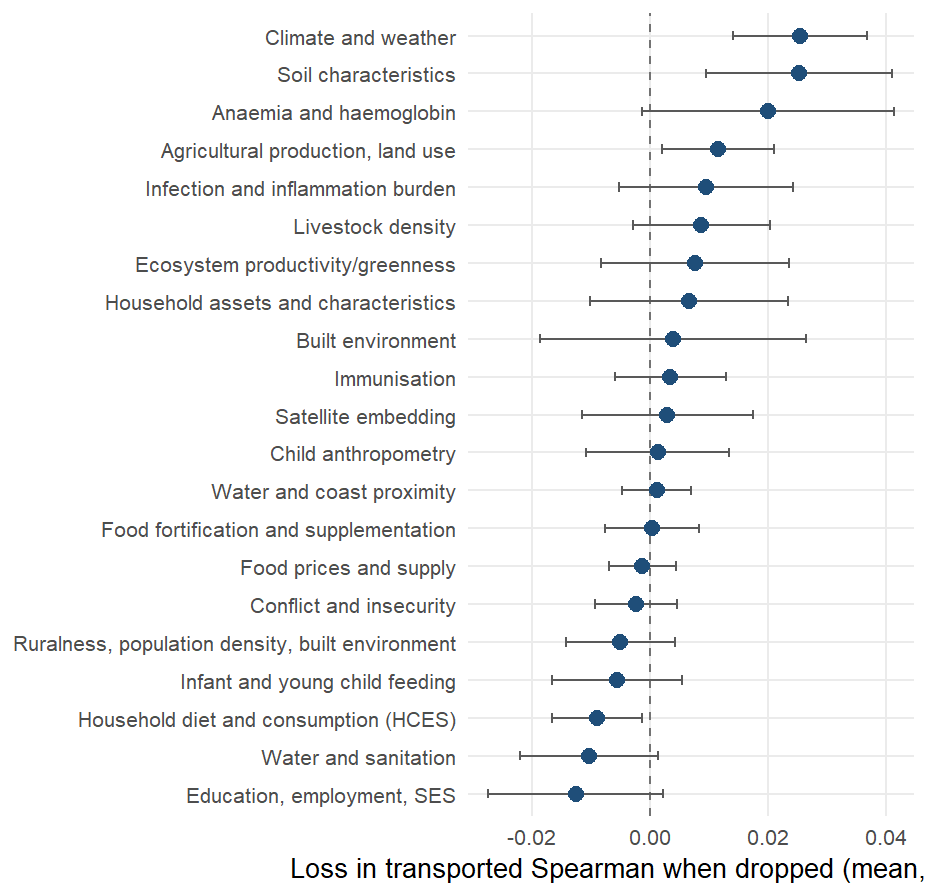 Climate and weather
Soil characteristics
Anaemia and haemoglobin
Agricultural production, land use
Infection and inflammation burden
Livestock density
Ecosystem productivity/greenness
Household assets and characteristics
Built environment
Immunisation
Satellite embedding
Child anthropometry
Water and coast proximity
Food fortification and supplementation
Food prices and supply
Conflict and insecurity
Ruralness, population density, built environment
Infant and young child feeding
Household diet and consumption (HCES)
Water and sanitation
Education, employment, SES
-0.02 0.00 0.02 0.04
Loss in transported Spearman when dropped (mean,